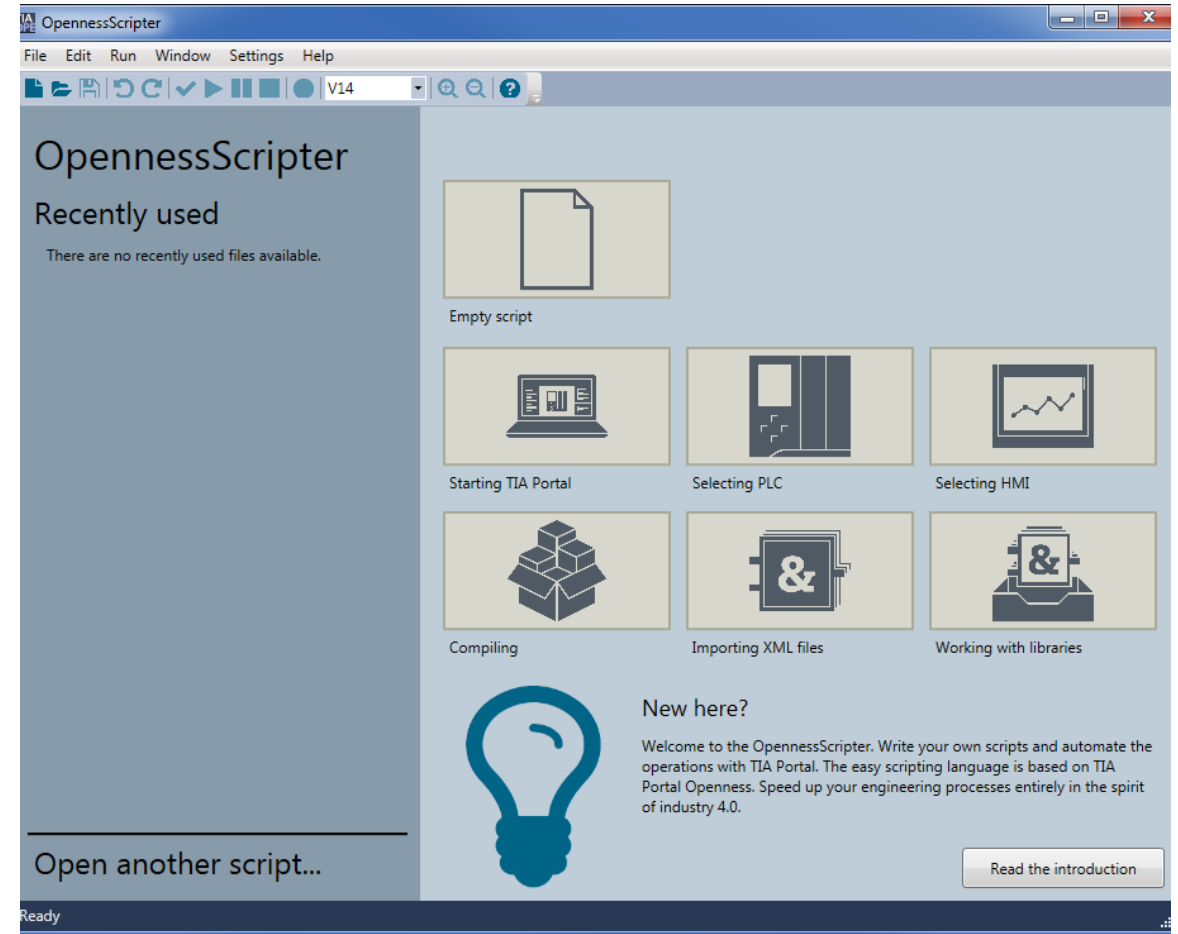 OpennessScripter
File Edit Run Window Settings Help
V14
OpennessScripter
Recently used
There are no recently used files available.
Open another script...
Empty script
Starting TIA Portal
Selecting PLC
Selecting HMI
&
&
Compiling
Importing XML files
Working with libraries
New here?
Welcome to the OpennessScripter. Write your own scripts and automate the
operations with TIA Portal. The easy scripting language is based on TIA
Portal Openness. Speed up your engineering processes entirely in the spirit
of industry 4.0.
Read the introduction
Ready